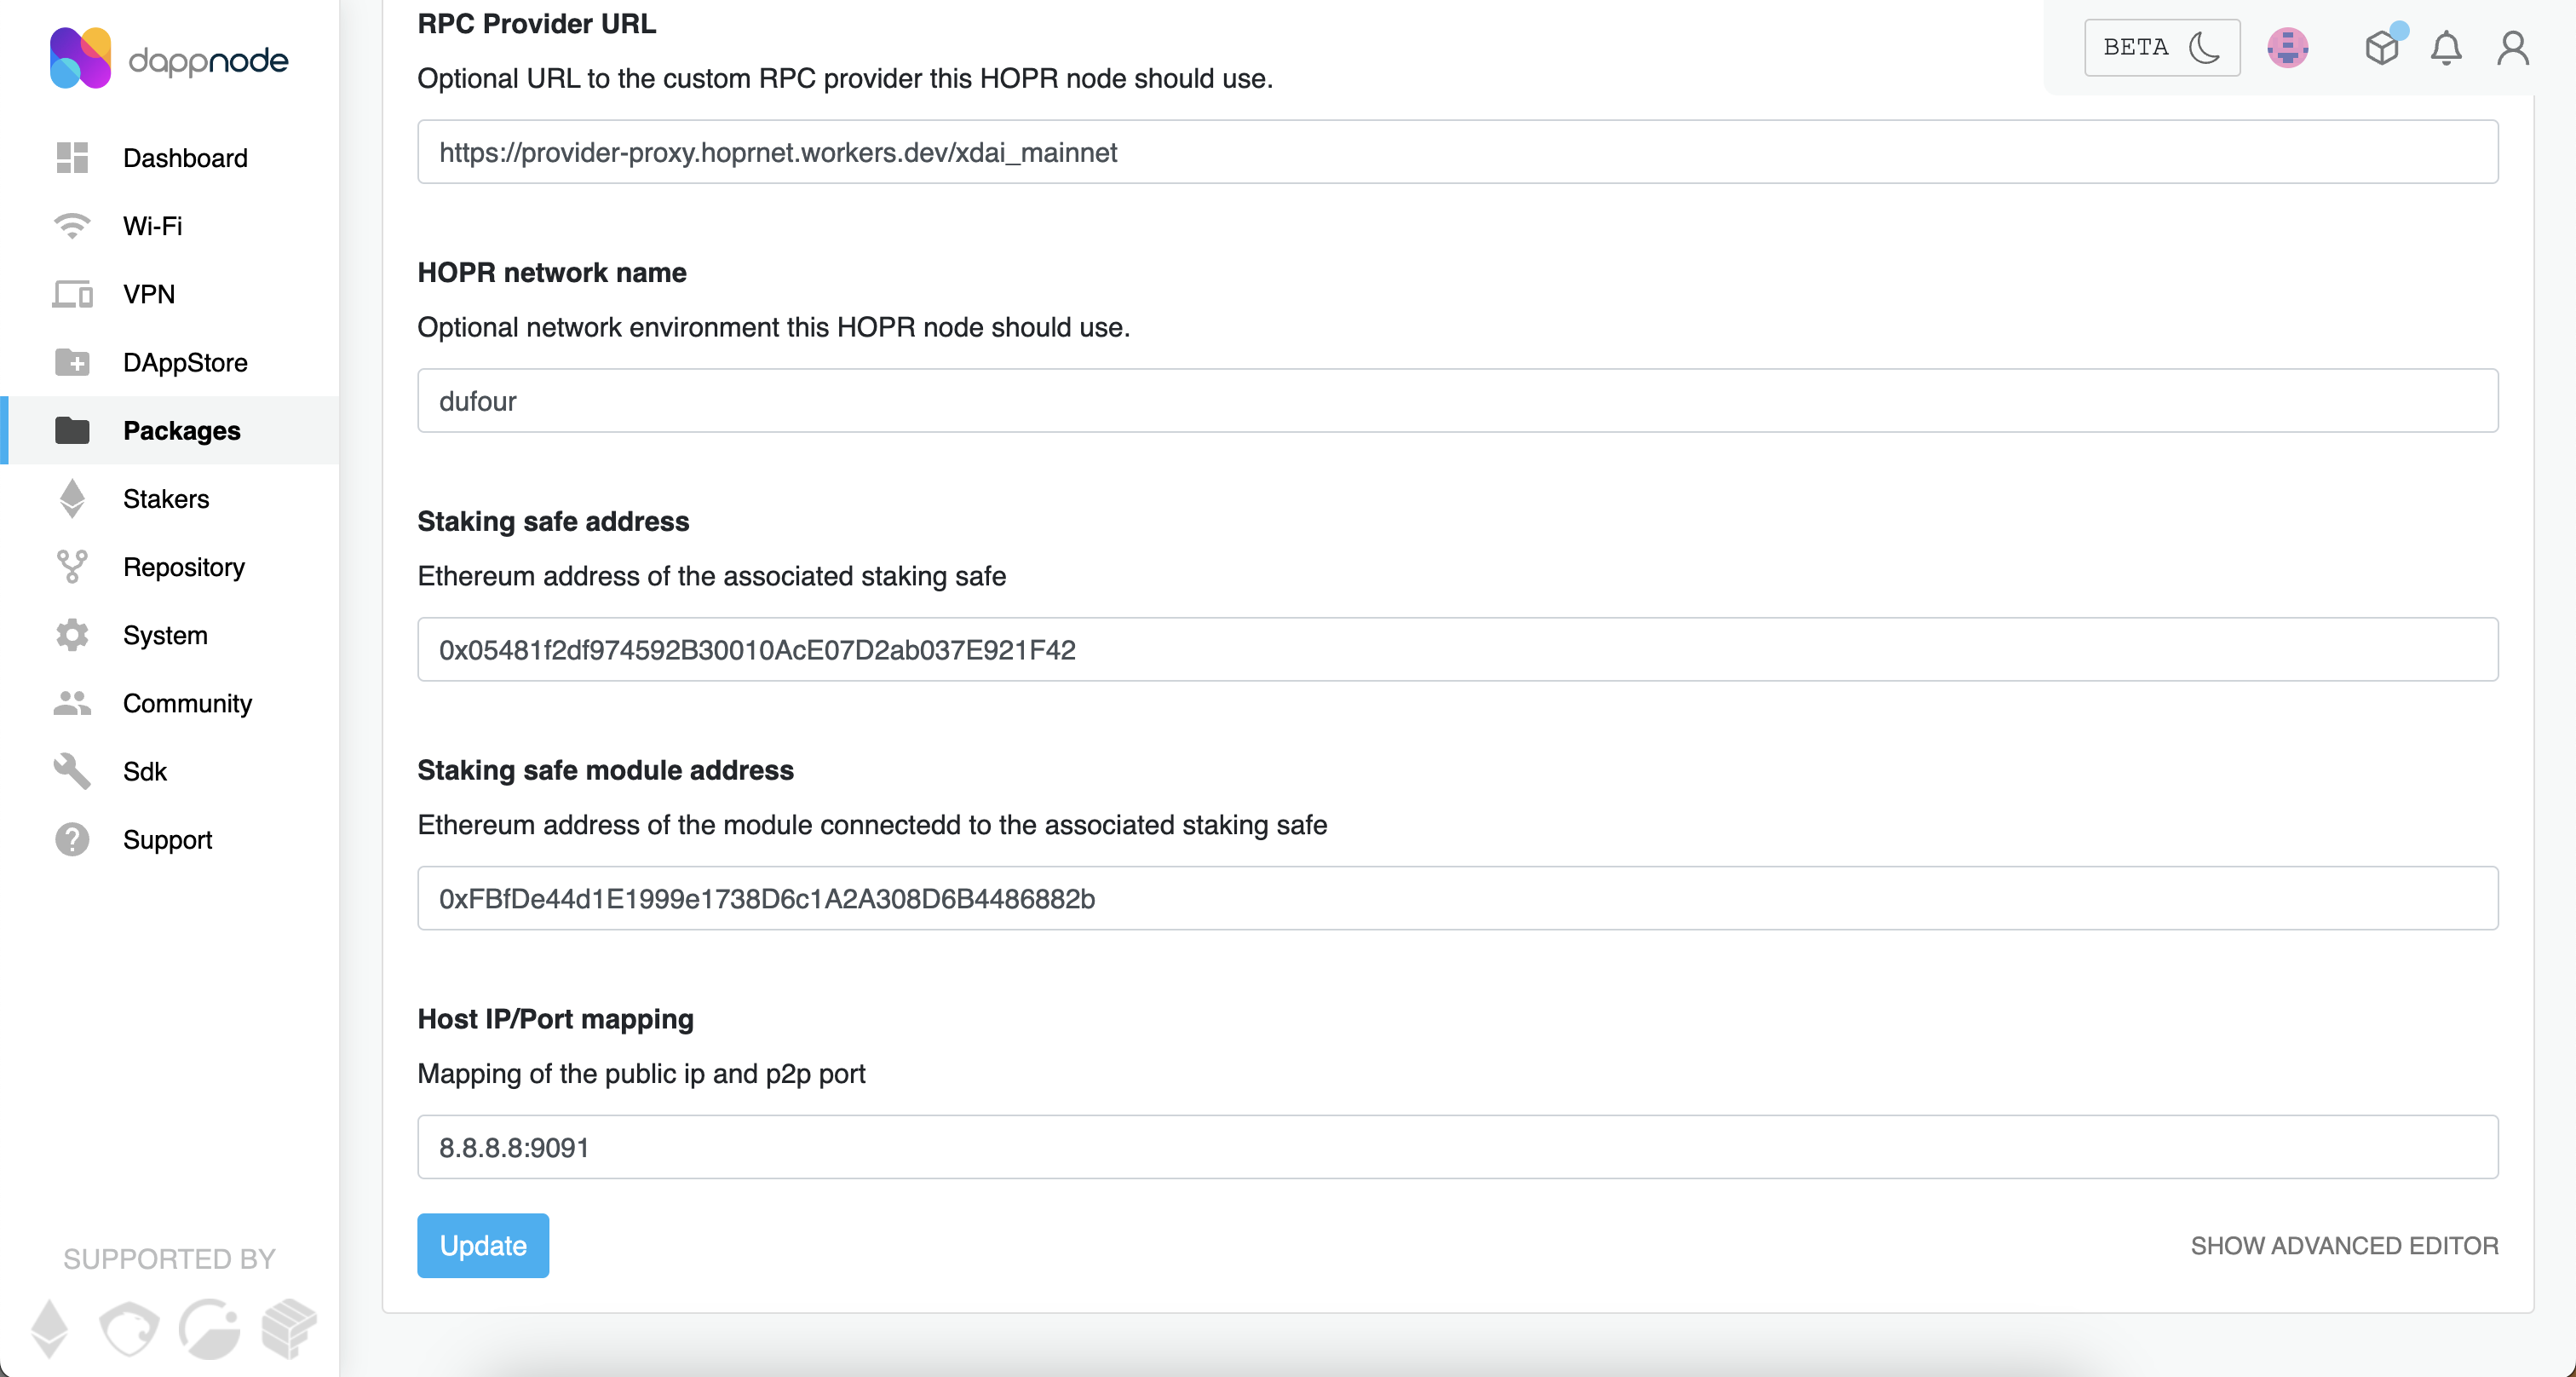 dappnode
Dashboard
Wi-Fi
VPN
DAppStore
Packages
Stakers
Repository
System
Community
Sdk
Support
SUPPORTED BY
BETA
RPC Provider URL
Optional URL to the custom RPC provider this HOPR node should use.
https://provider-proxy.hoprnet.workers.dev/xdai_mainnet
HOPR network name
Optional network environment this HOPR node should use.
dufour
Staking safe address
Ethereum address of the associated staking safe
0x05481f2df974592B30010AcE07D2ab037E921F42
Staking safe module address
Ethereum address of the module connectedd to the associated staking safe
0xFBfDe44d1E1999e1738D6c1A2A308D6B4486882b
Host IP/Port mapping
Mapping of the public ip and p2p port
8.8.8.8:9091
Update
SHOW ADVANCED EDITOR